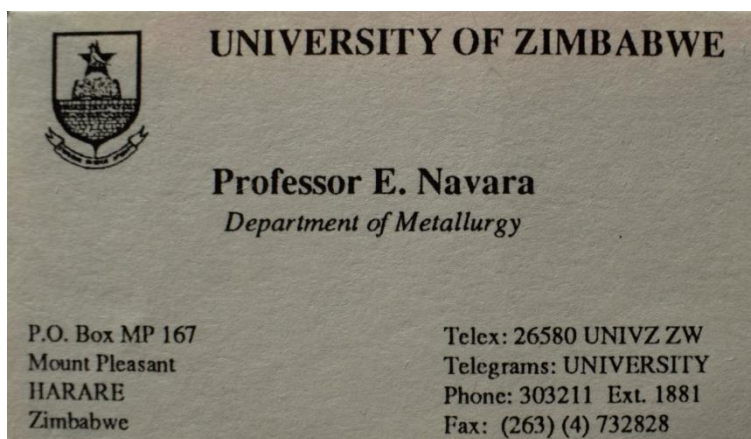 UNIVERSITY OF ZIMBABWE
Professor E. Navara
Department of Metallurgy
P.O. Box MP 167
Mount Pleasant
HARARE
Zimbabwe
Telex: 26580 UNIVZ ZW
Telegrams: UNIVERSITY
Phone: 303211 Ext. 1881
Fax: (263) (4) 732828